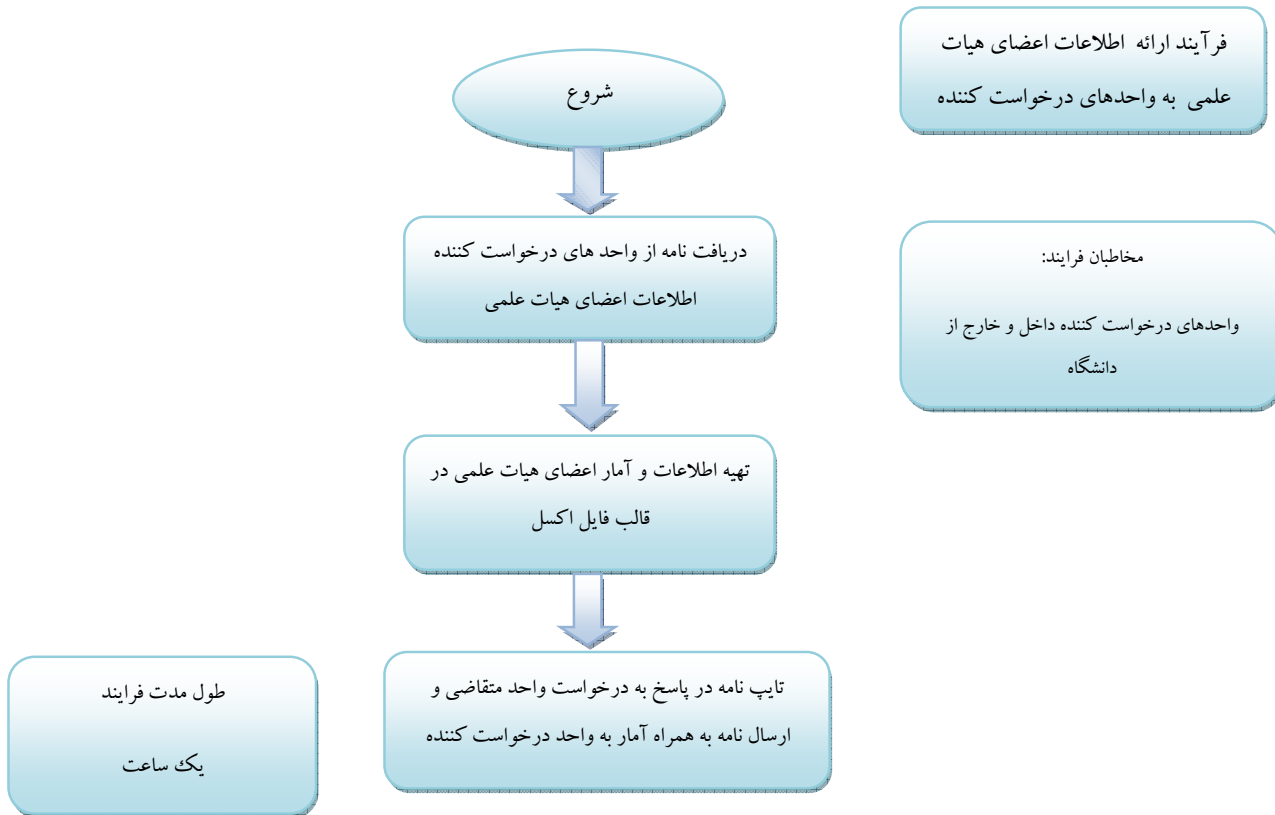 فرآیند ارائه اطلاعات اعضای هیات
علمی به واحدهای درخواست کننده
شروع
دریافت نامه از واحد های درخواست کننده
اطلاعات اعضای هیات علمی
مخاطبان فرایند:
واحدهای درخواست کننده داخل و خارج از
دانشگاه
تهیه اطلاعات و آمار اعضای هیات علمی در
قالب فایل اکسل
تایپ نامه در پاسخ به درخواست واحد متقاضی و
ارسال نامه به همراه آمار به واحد درخواست کننده
طول مدت فرایند
یک ساعت